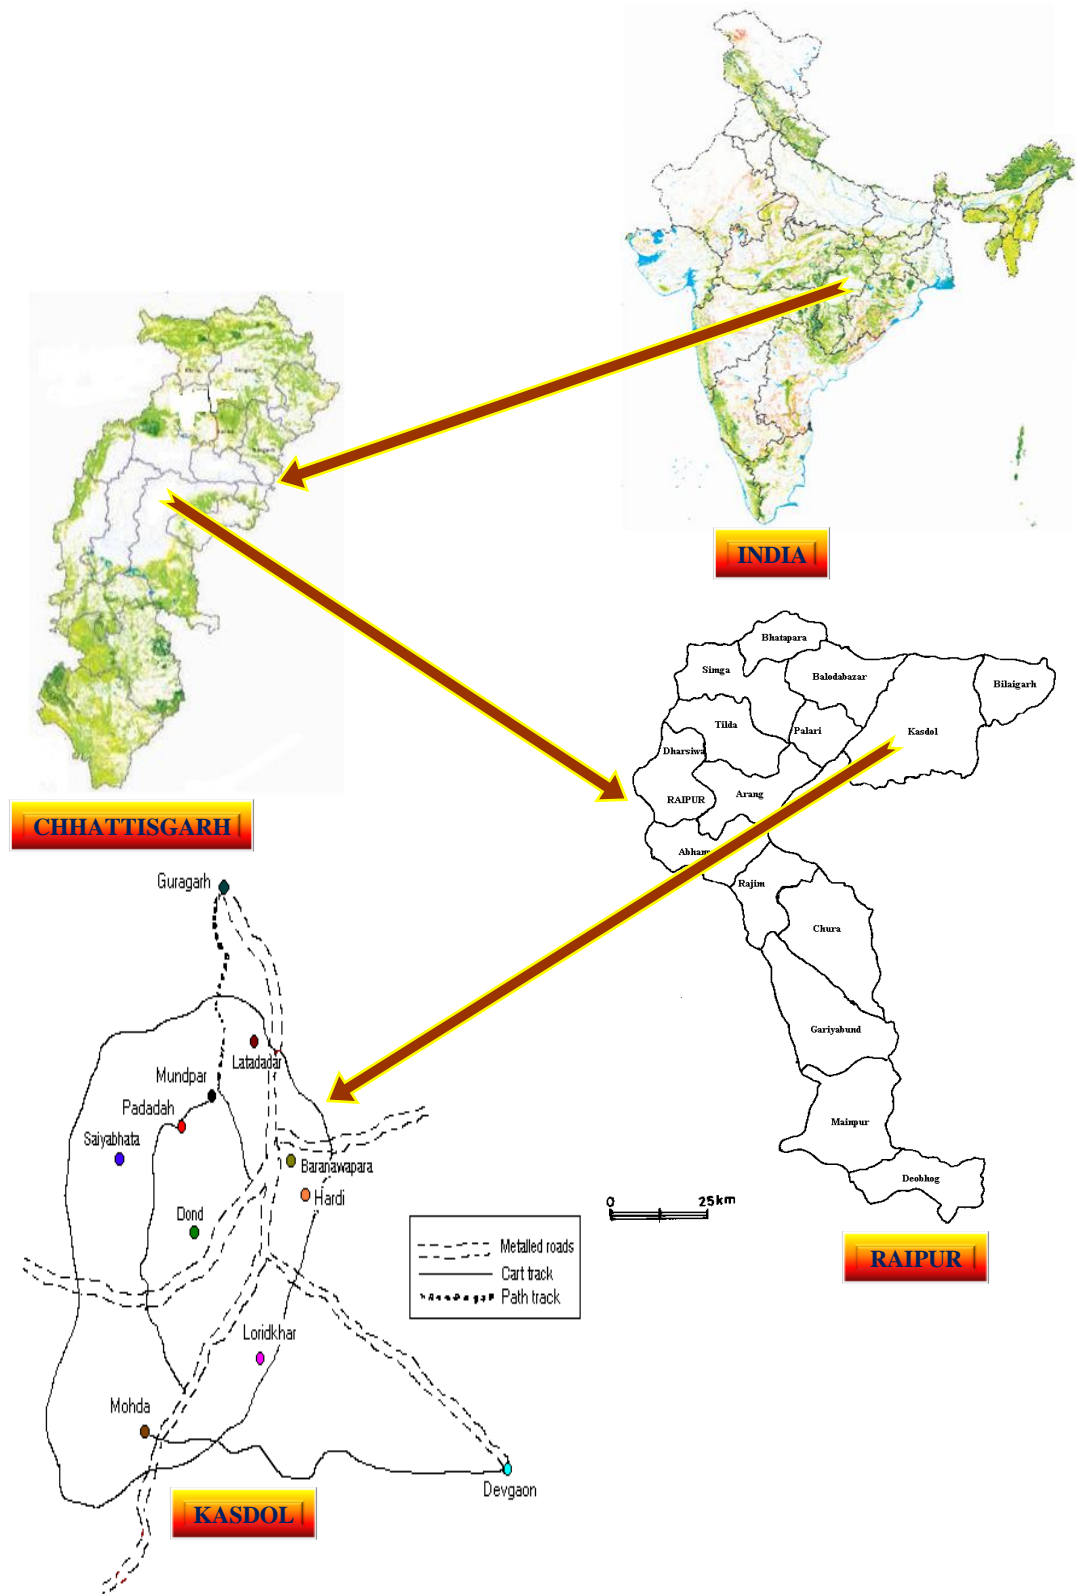 INDIA
CHHATTISGARH
Bhatapara
Simga
Balodabazar
Bilaigarh
Tilda
Palari
Kasdol
Dharsiwa
RAIPUR
Arang
Abhan
Rajim
Chura
Gariyabund
Mainpur
Deobhog
0 25km
RAIPUR
Guragarh
Latadadar
Mundpar
Padadah
Saiyabhata
Baranawapara
Hardi
Dond
Metalled roads
Cart track
Path track
Loridkhar
Mohda
Devgaon
KASDOL